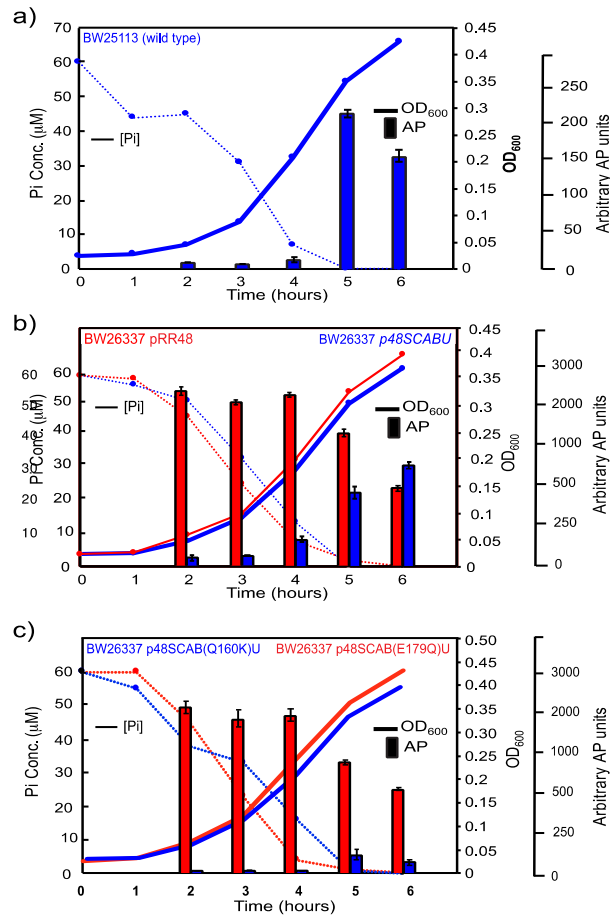 a)
BW25113 (wild type)
70
60
50
40
30
20
10
0
Pi Conc. (μM)
[Pi]
OD600
AP
0.45
0.4
0.35
0.3
0.25
0.2
0.15
0.1
0.05
0
OD600
250
200
150
100
50
0
Arbitrary AP units
0 1 2 3 4 5 6
Time (hours)
b)
BW26337 pRR48
BW26337 p48SCABU
60
50
40
30
20
10
0
Pi Conc. (μM)
[Pi]
OD600
AP
0.45
0.4
0.35
0.3
0.25
0.2
0.15
0.1
0.05
0
OD600
3000
2000
1000
500
250
0
Arbitrary AP units
0 1 2 3 4 5 6
Time (hours)
c)
BW26337 p48SCAB(Q160K)U
BW26337 p48SCAB(E179Q)U
60
50
40
30
20
10
0
Pi Conc. (μM)
[Pi]
OD600
AP
0.50
0.45
0.40
0.35
0.3
0.25
0.2
0.15
0.1
0.05
0
OD600
3000
2000
1000
500
250
0
Arbitrary AP units
0 1 2 3 4 5 6
Time (hours)